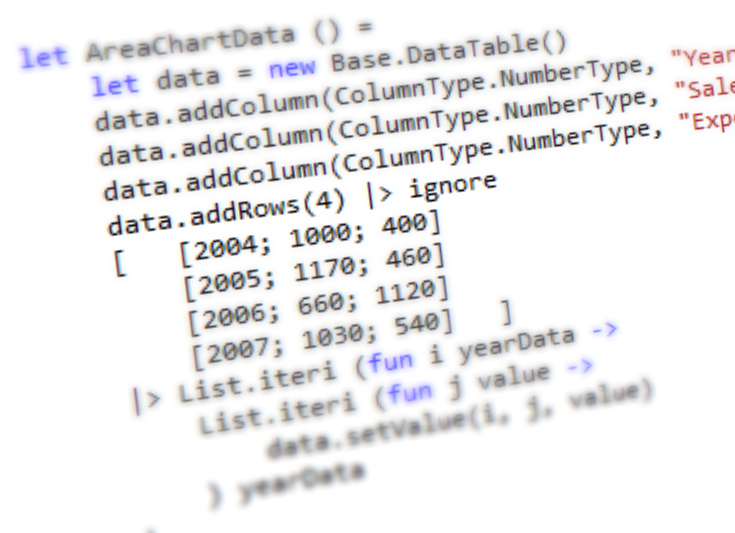 let AreaChartData () =
let data = new Base.DataTable()
data.addColumn(ColumnType.NumberType, "Year
data.addColumn(ColumnType.NumberType, "Sale
data.addColumn(ColumnType.NumberType, "Exp
data.addRows(4) |> ignore
[ [2004; 1000; 400]
[2005; 1170; 460]
[2006; 660; 1120]
[2007; 1030; 540] ]
|> List.iteri (fun i yearData ->
List.iteri (fun j value ->
data.setValue(i, j, value)
) yearData